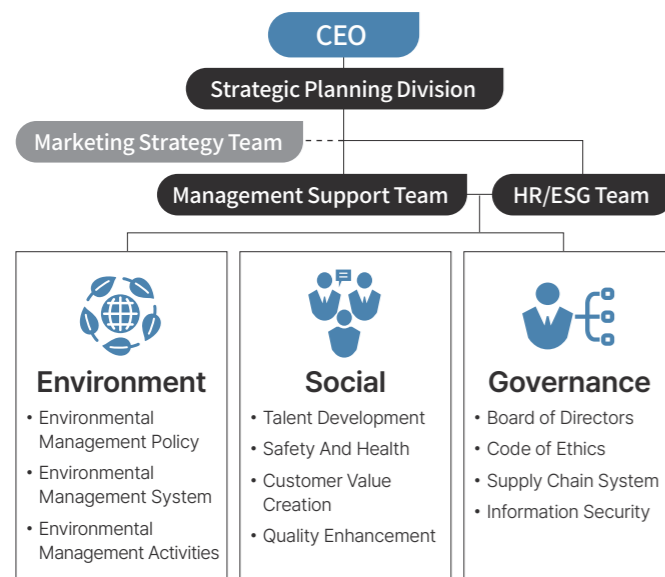 CEO
Strategic Planning Division
Marketing Strategy Team
Management Support Team
HR/ESG Team
Environment
• Environmental
Management Policy
• Environmental
Management System
• Environmental
Management Activities
Social
• Talent Development
• Safety And Health
• Customer Value
Creation
• Quality Enhancement
Governance
• Board of Directors
• Code of Ethics
• Supply Chain System
• Information Security